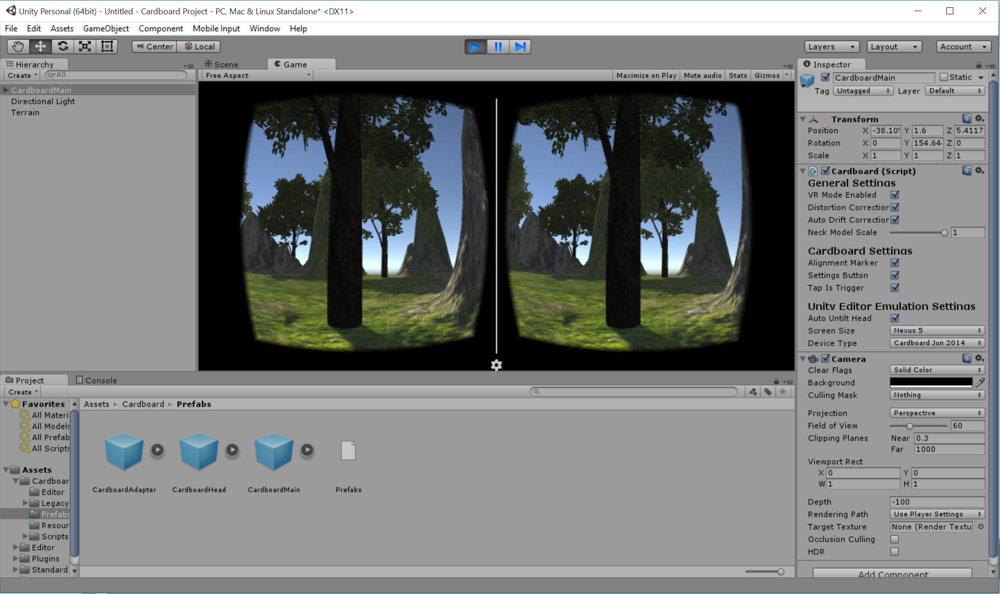 Unity Personal (64bit) - Untitled - Cardboard Project - PC, Mac & Linux Standalone* <DX11>
File Edit Assets GameObject Component Mobile Input Window Help
Center Local Layers Layout Account
Hierarchy
Create All
CardboardMain
Directional Light
Terrain
Scene Game
Free Aspect Maximize on Play Mute audio Stats Gizmos
Inspector
CardboardMain Static
Tag Untagged Layer Default
Transform
Position X -38.10 Y 1.6 Z 5.4117
Rotation X 0 Y 154.64 Z 0
Scale X 1 Y 1 Z 1
Cardboard (Script)
General Settings
VR Mode Enabled
Distortion Correction
Auto Drift Correction
Neck Model Scale 1
Cardboard Settings
Alignment Marker
Settings Button
Tap Is Trigger
Unity Editor Emulation Settings
Auto Untilt Head
Screen Size Nexus 5
Device Type Cardboard Jun 2014
Camera
Clear Flags Solid Color
Background
Culling Mask Nothing
Projection Perspective
Field of View 60
Clipping Planes Near 0.3
Far 1000
Viewport Rect
X 0 Y 0
W 1 H 1
Depth -100
Rendering Path Use Player Settings
Target Texture None (Render Textu
Occlusion Culling
HDR
Add Component
Project Console
Create
Favorites
All Materi
All Models
All Prefab
All Scripts
Assets
Cardboar
Editor
Legacy
Prefabs
Resour
Scripts
Editor
Plugins
Standard
Assets Cardboard Prefabs
CardboardAdapter CardboardHead CardboardMain Prefabs